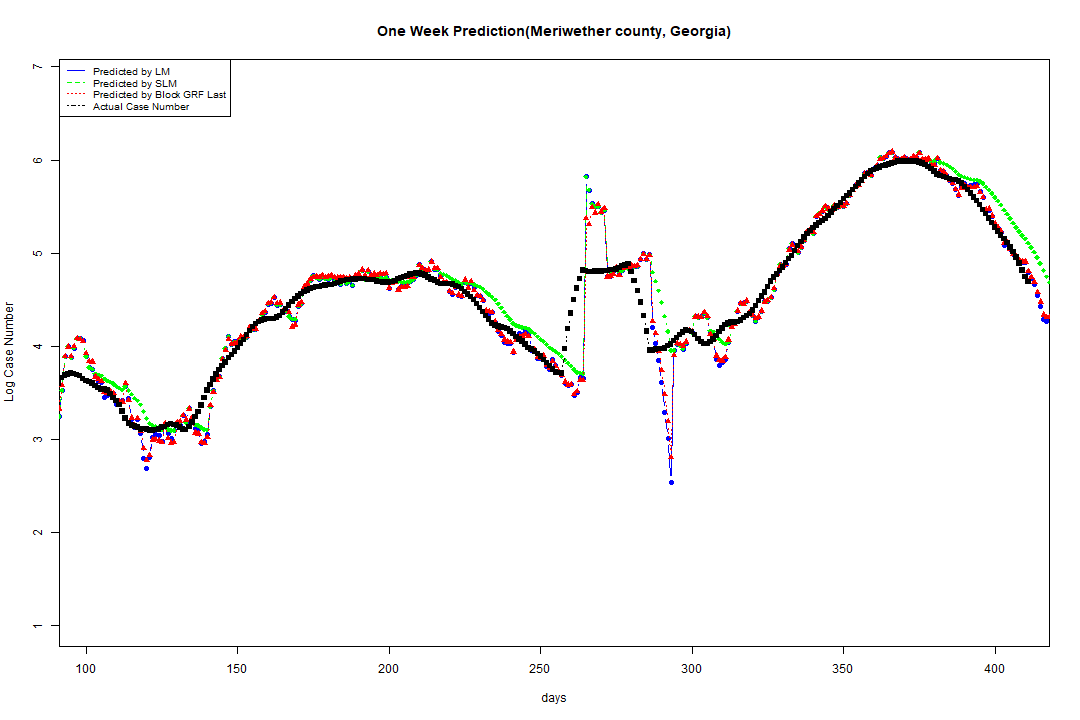 One Week Prediction(Meriwether county, Georgia)
Predicted by LM
Predicted by SLM
Predicted by Block GRF Last
Actual Case Number
7
6
5
4
3
2
1
Log Case Number
100 150 200 250 300 350 400
days